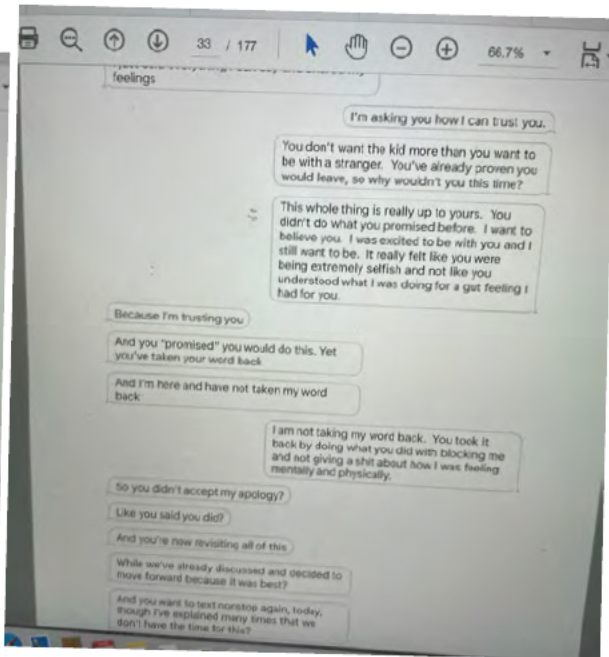 33 / 177
66.7%
feelings
I'm asking you how I can trust you.
You don't want the kid more than you want to
be with a stranger. You've already proven you
would leave, so why wouldn't you this time?
This whole thing is really up to yours. You
didn't do what you promised before. I want to
believe you. I was excited to be with you and I
still want to be. It really felt like you were
being extremely selfish and not like you
understood what I was doing for a gut feeling I
had for you.
Because I'm trusting you
And you "promised" you would do this. Yet
you've taken your word back
And I'm here and have not taken my word
back
I am not taking my word back. You took it
back by doing what you did with blocking me
and not giving a shit about how I was feeling
mentally and physically.
So you didn't accept my apology?
Like you said you did?
And you're now revisiting all of this
While we've already discussed and decided to
move forward because it was best?
And you want to text nonstop again, today,
though I've explained many times that we
don't have the time for this?